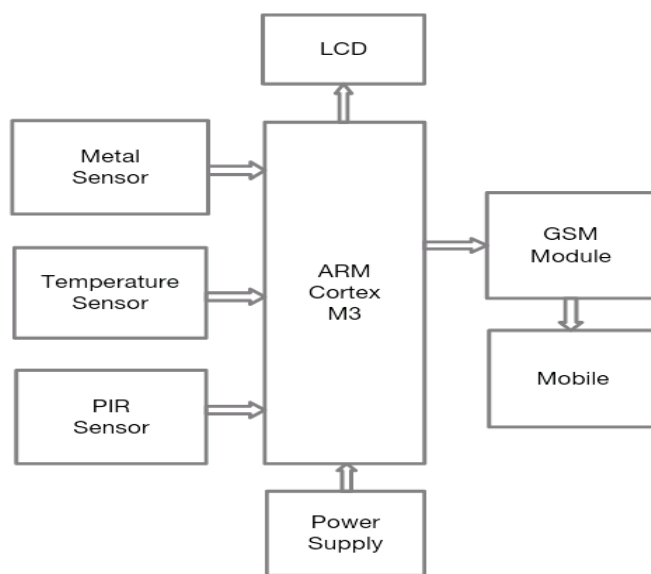 LCD
Metal
Sensor
Temperature
Sensor
PIR
Sensor
ARM
Cortex
M3
GSM
Module
Mobile
Power
Supply